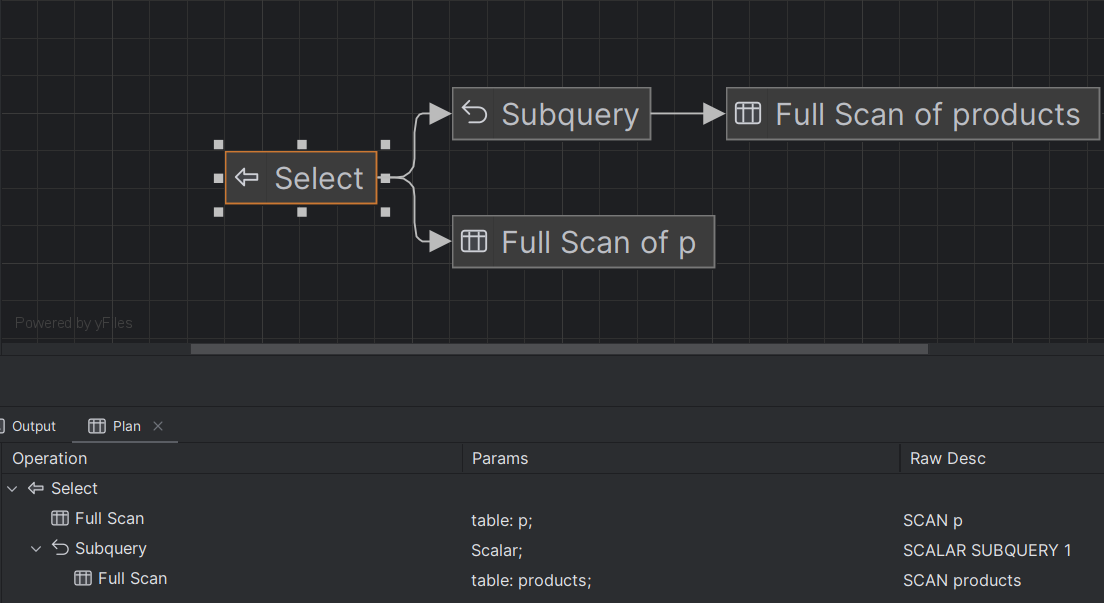 Subquery
Full Scan of products
Select
Full Scan of p
Powered by yFiles
Output
Plan
Operation
Params
Raw Desc
Select
Full Scan
table: p;
SCAN p
Subquery
Scalar;
SCALAR SUBQUERY 1
Full Scan
table: products;
SCAN products